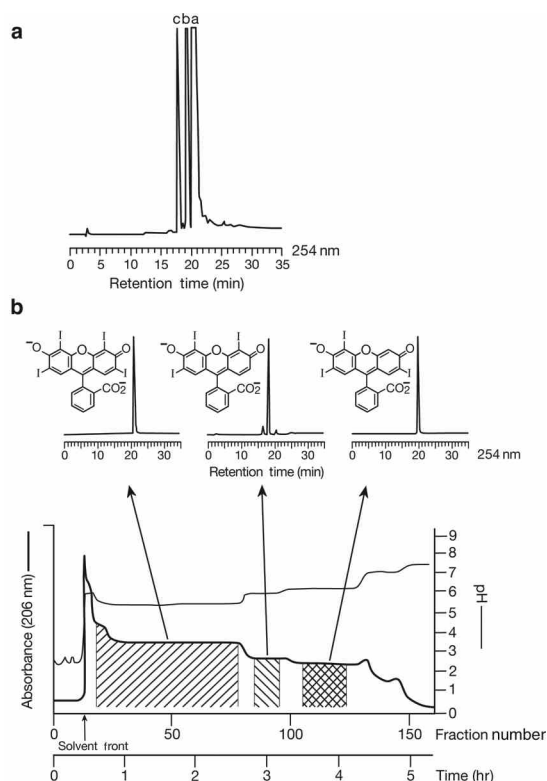 a
c b a
0 5 10 15 20 25 30 35
254 nm
Retention time (min)
b
⁻O I O I O
I I
CO₂⁻
⁻O I O I O
I
CO₂⁻
⁻O I O O
I I
CO₂⁻
0 10 20 30
0 10 20 30
0 10 20 30
254 nm
Retention time (min)
Absorbance (206 nm)
9
8
7
6
5
4
3
2
1
0
pH
0 50 100 150
Fraction number
Solvent front
0 1 2 3 4 5
Time (hr)